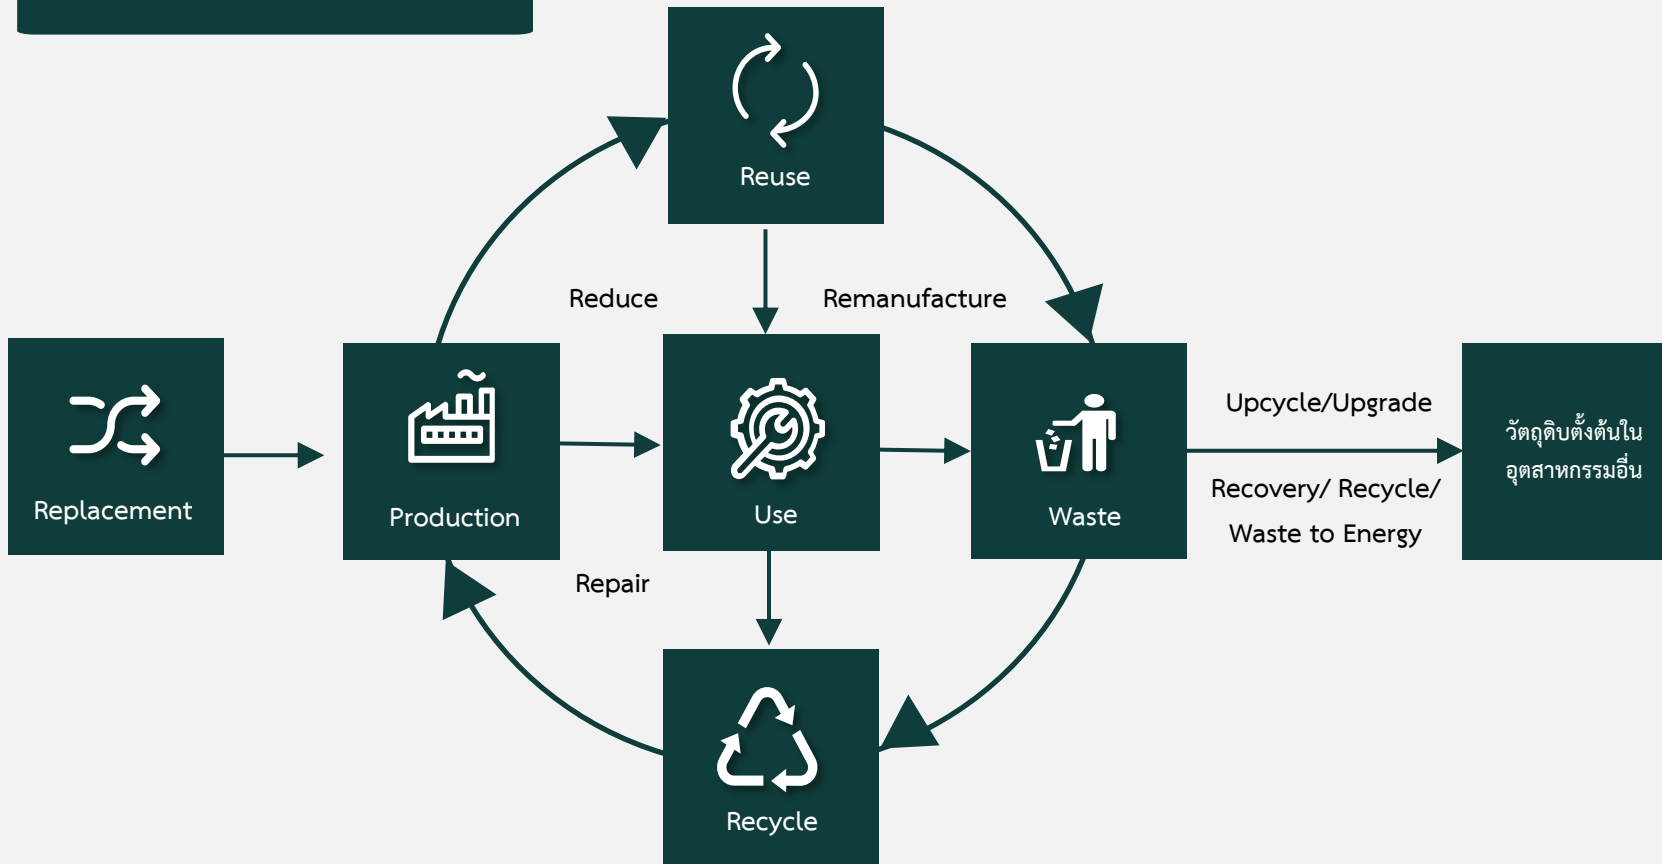 Reuse
Reduce
Remanufacture
Replacement
Production
Use
Waste
Upcycle/Upgrade
Recovery/ Recycle/
Waste to Energy
วัตถุดิบตั้งต้นใน
อุตสาหกรรมอื่น
Repair
Recycle